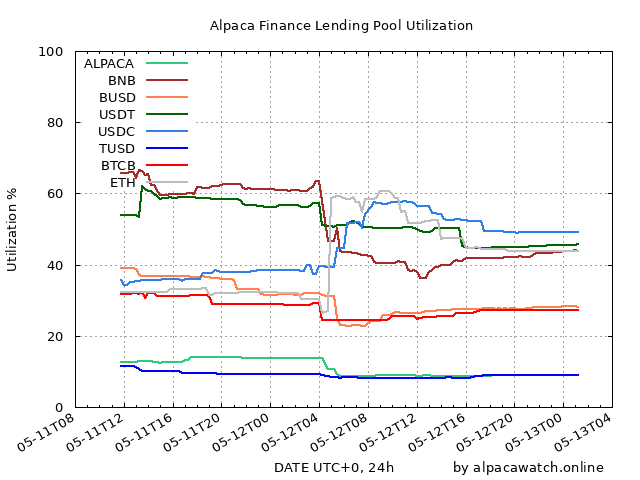 Alpaca Finance Lending Pool Utilization
Utilization %
100
80
60
40
20
0
ALPACA
BNB
BUSD
USDT
USDC
TUSD
BTCB
ETH
05-11T08
05-11T12
05-11T16
05-11T20
05-12T00
05-12T04
05-12T08
05-12T12
05-12T16
05-12T20
05-13T00
05-13T04
DATE UTC+0, 24h
by alpacawatch.online